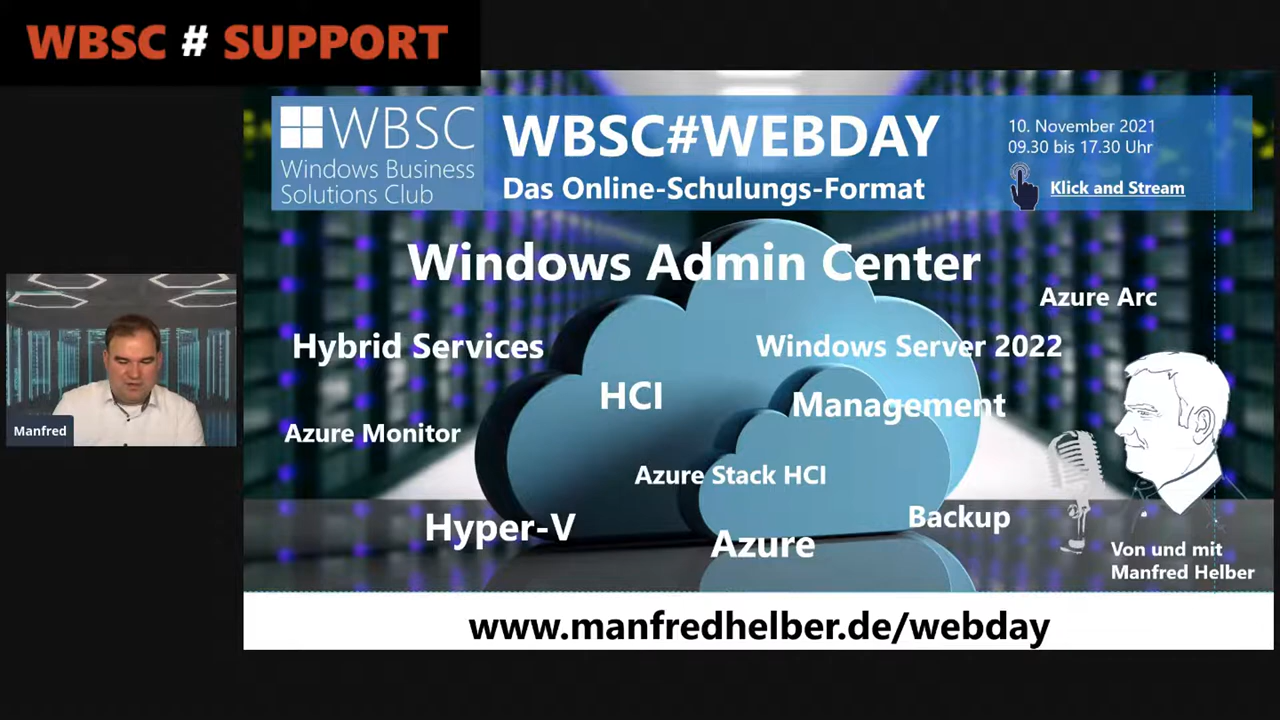 WBSC # SUPPORT
WBSC
Windows Business
Solutions Club
WBSC#WEBDAY
Das Online-Schulungs-Format
10. November 2021
09.30 bis 17.30 Uhr
Klick and Stream
Windows Admin Center
Azure Arc
Hybrid Services
Windows Server 2022
HCI
Management
Manfred
Azure Monitor
Azure Stack HCI
Hyper-V
Backup
Azure
Von und mit
Manfred Helber
www.manfredhelber.de/webday